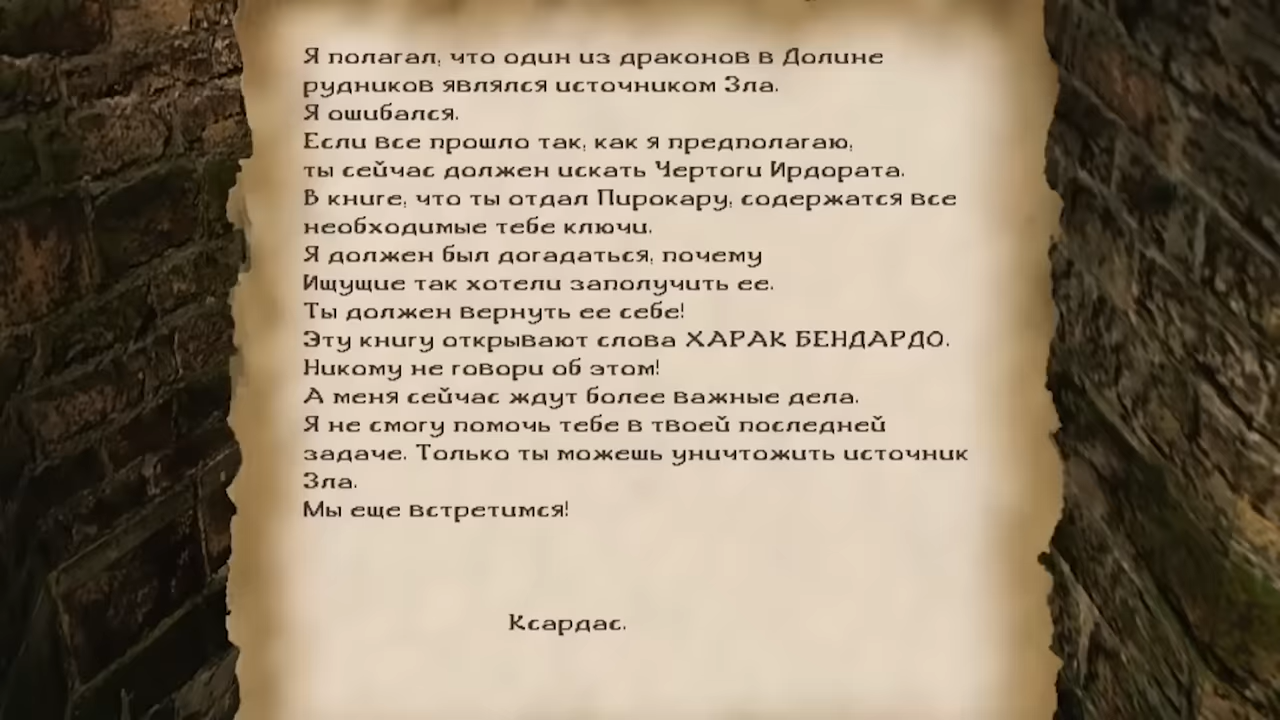 Я полагал, что один из драконов в Долине
рудников являлся источником Зла.
Я ошибался.
Если все прошло так, как я предполагаю,
ты сейчас должен искать Чертоги Ирдората.
В книге, что ты отдал Пирокару, содержатся все
необходимые тебе ключи.
Я должен был догадаться, почему
Ищущие так хотели заполучить ее.
Ты должен вернуть ее себе!
Эту книгу открывают слова ХАРАК БЕНДАРДО.
Никому не говори об этом!
А меня сейчас ждут более важные дела.
Я не смогу помочь тебе в твоей последней
задаче. Только ты можешь уничтожить источник
Зла.
Мы еще встретимся!
Ксардас.